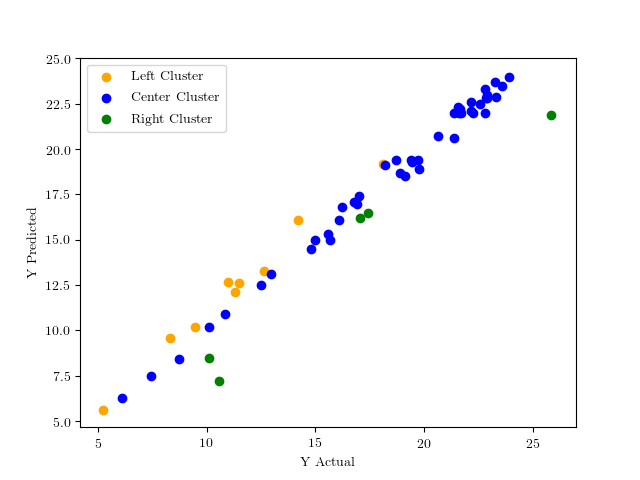 25.0
22.5
20.0
17.5
15.0
12.5
10.0
7.5
5.0
Y Predicted
Left Cluster
Center Cluster
Right Cluster
5 10 15 20 25
Y Actual